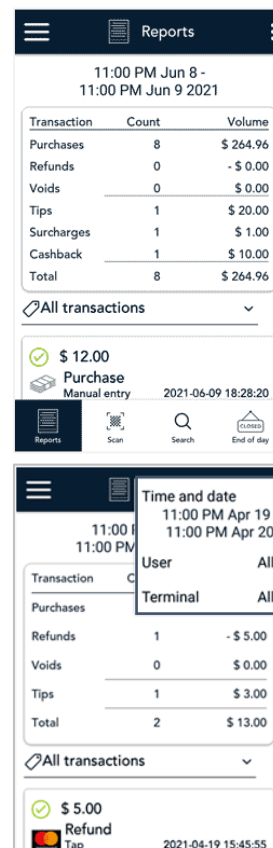 Reports
11:00 PM Jun 8 -
11:00 PM Jun 9 2021
Transaction Count Volume
Purchases 8 $ 264.96
Refunds 0 - $ 0.00
Voids 0 $ 0.00
Tips 1 $ 20.00
Surcharges 1 $ 1.00
Cashback 1 $ 10.00
Total 8 $ 264.96
All transactions
$ 12.00
Purchase
Manual entry 2021-06-09 18:28:20
CLOSED
Reports Scan Search End of day
Time and date
11:00 PM Apr 19
11:00 PM Apr 20
User All
Terminal All
11:00
11:00 PM
Transaction
Purchases
Refunds 1 - $ 5.00
Voids 0 $ 0.00
Tips 1 $ 3.00
Total 2 $ 13.00
All transactions
$ 5.00
Refund
Tap 2021-04-19 15:45:55